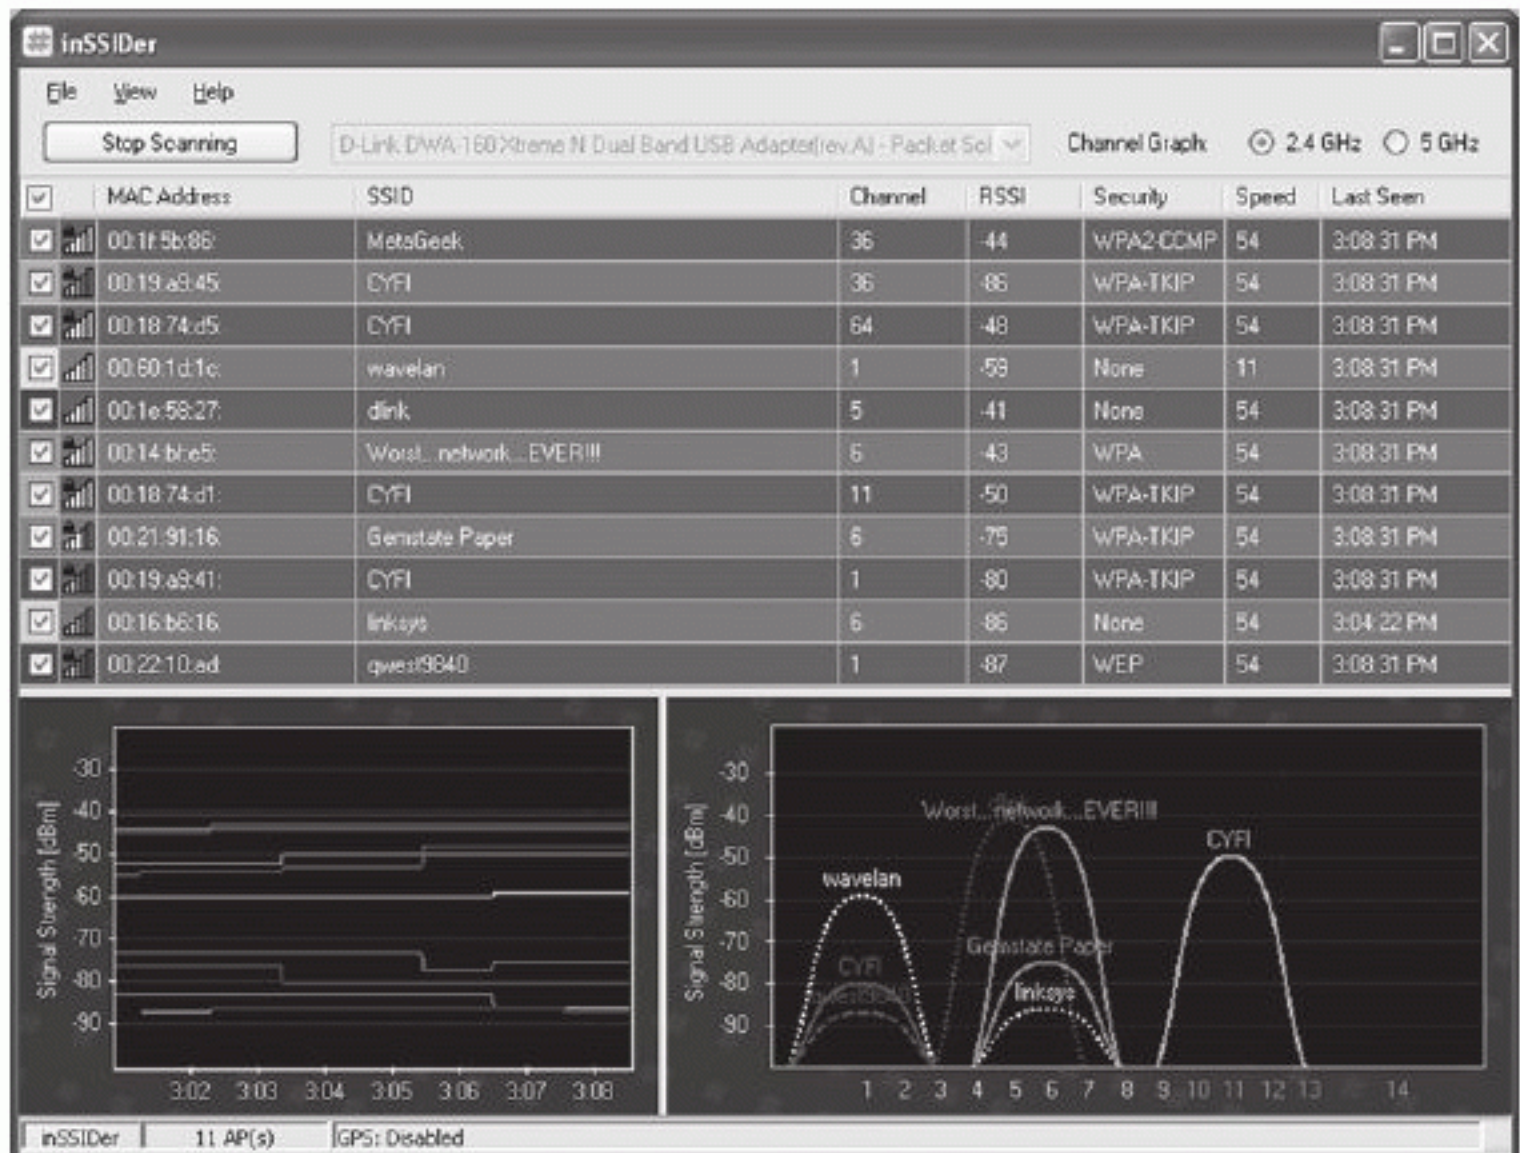 inSSIDer
File View Help
Stop Scanning D-Link DWA-160 Xtreme N Dual Band USB Adapter(rev.A) - Packet Sch Channel Graph: 2.4 GHz 5 GHz
MAC Address SSID Channel RSSI Security Speed Last Seen
00:1f:5b:86: MetaGeek 36 -44 WPA2-CCMP 54 3:08:31 PM
00:19:a9:45: CYFI 36 -86 WPA-TKIP 54 3:08:31 PM
00:18:74:d5: CYFI 64 -48 WPA-TKIP 54 3:08:31 PM
00:60:1d:1c: wavelan 1 -59 None 11 3:08:31 PM
00:1e:58:27: dlink 5 -41 None 54 3:08:31 PM
00:14:bf:e5: 'Worst...network...EVER!!! 6 -43 WPA 54 3:08:31 PM
00:18:74:d1: CYFI 11 -50 WPA-TKIP 54 3:08:31 PM
00:21:91:16: Gemstate Paper 6 -75 WPA-TKIP 54 3:08:31 PM
00:19:a9:41: CYFI 1 -80 WPA-TKIP 54 3:08:31 PM
00:16:b6:16: linksys 6 -86 None 54 3:04:22 PM
00:22:10:ad: qwest9840 1 -87 WEP 54 3:08:31 PM
Signal Strength [dBm]
-30
-40
-50
-60
-70
-80
-90
3:02 3:03 3:04 3:05 3:06 3:07 3:08
Signal Strength [dBm]
-30
-40
-50
-60
-70
-80
-90
'Worst...network...EVER!!!
CYFI
wavelan
Gemstate Paper
CYFI
qwest9840
linksys
1 2 3 4 5 6 7 8 9 10 11 12 13 14
inSSIDer 11 AP(s) GPS: Disabled